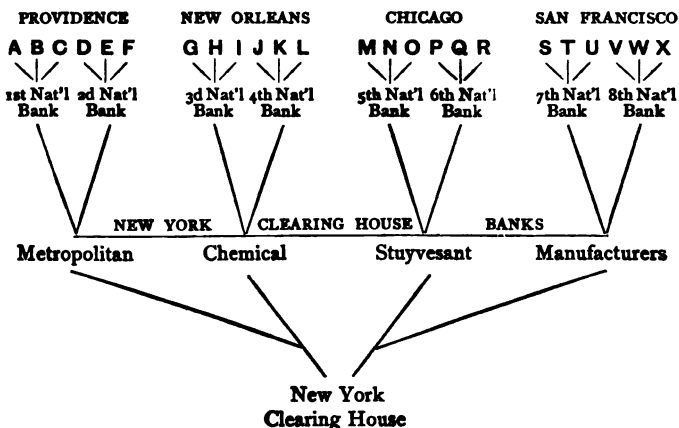 PROVIDENCE NEW ORLEANS CHICAGO SAN FRANCISCO
A B C D E F G H I J K L M N O P Q R S T U V W X
1st Nat'l 2d Nat'l 3d Nat'l 4th Nat'l 5th Nat'l 6th Nat'l 7th Nat'l 8th Nat'l
Bank Bank Bank Bank Bank Bank Bank Bank
NEW YORK CLEARING HOUSE BANKS
Metropolitan Chemical Stuyvesant Manufacturers
New York
Clearing House